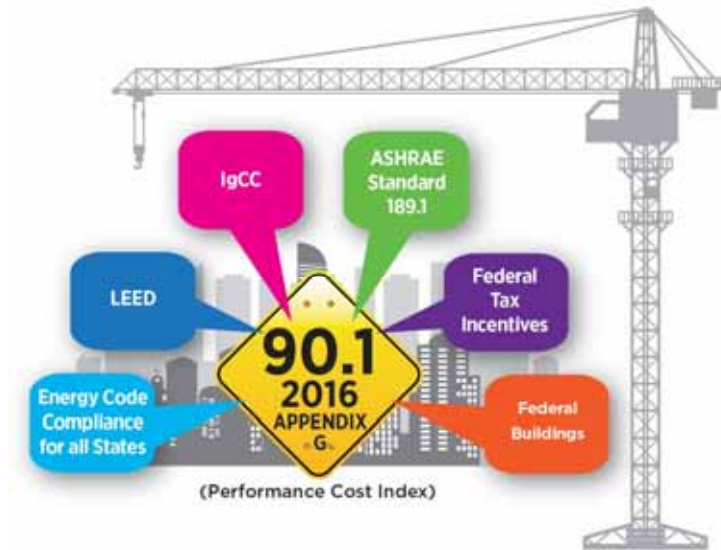 IgCC
ASHRAE
Standard
189.1
LEED
Federal
Tax
Incentives
90.1
2016
APPENDIX
G
Energy Code
Compliance
for all States
Federal
Buildings
(Performance Cost Index)